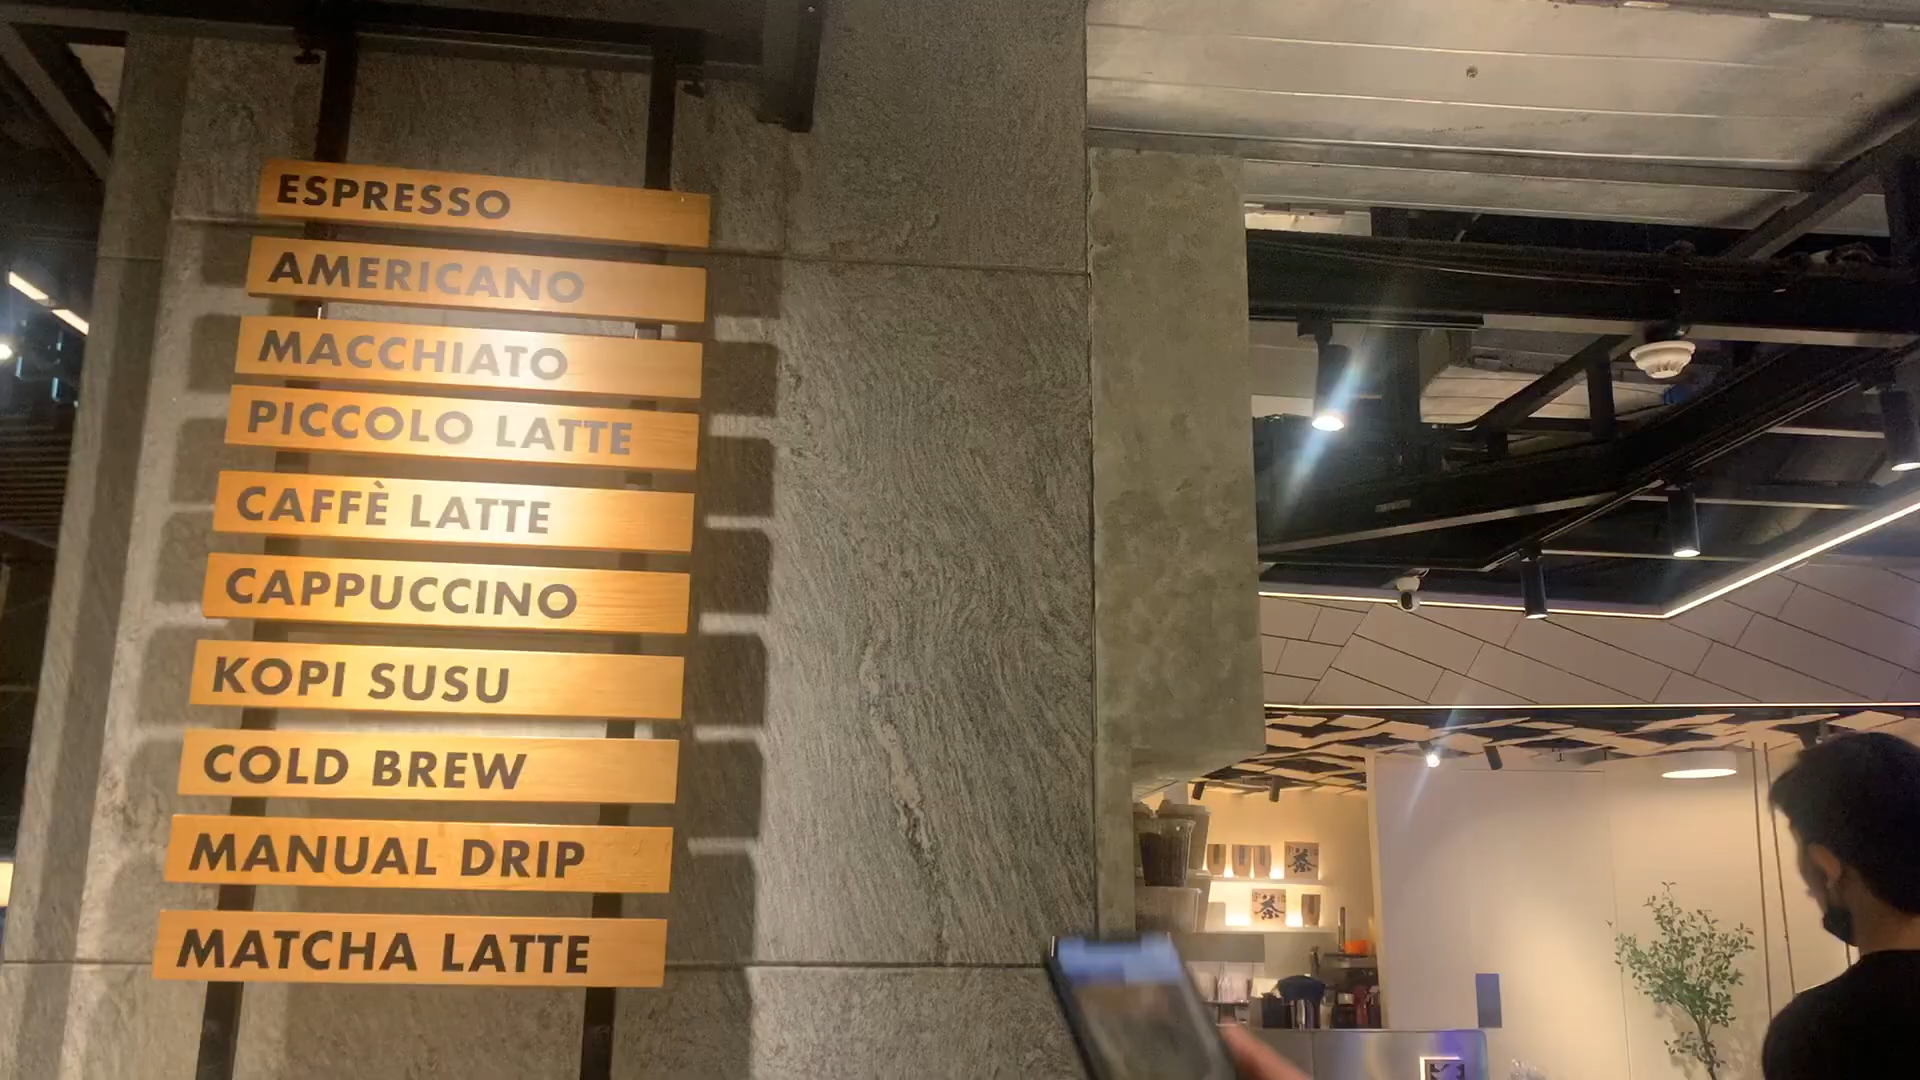 ESPRESSO
AMERICANO
MACCHIATO
PICCOLO LATTE
CAFFÈ LATTE
CAPPUCCINO
KOPI SUSU
COLD BREW
MANUAL DRIP
MATCHA LATTE
茶
茶